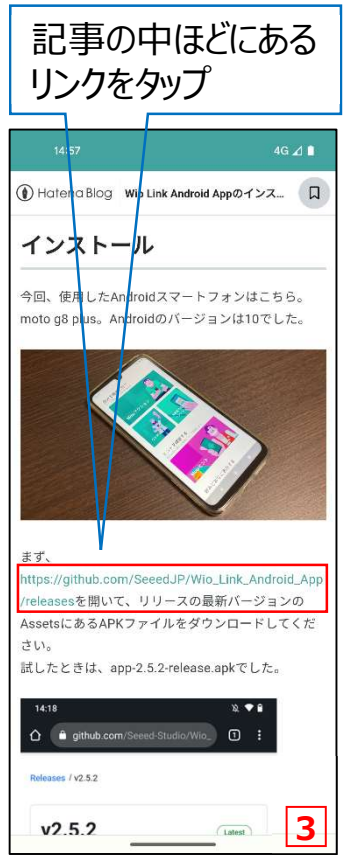 記事の中ほどにある
リンクをタップ
14:57
4G
Hatena Blog Wio Link Android Appのインス...
インストール
今回、使用したAndroidスマートフォンはこちら。
moto g8 plus。Androidのバージョンは10でした。
まず、
https://github.com/SeeedJP/Wio_Link_Android_App
/releasesを開いて、リリースの最新バージョンの
AssetsにあるAPKファイルをダウンロードしてくだ
さい。
試したときは、app-2.5.2-release.apkでした。
14:18
github.com/Seeed-Studio/Wio_
1
Releases / v2.5.2
v2.5.2
Latest
3